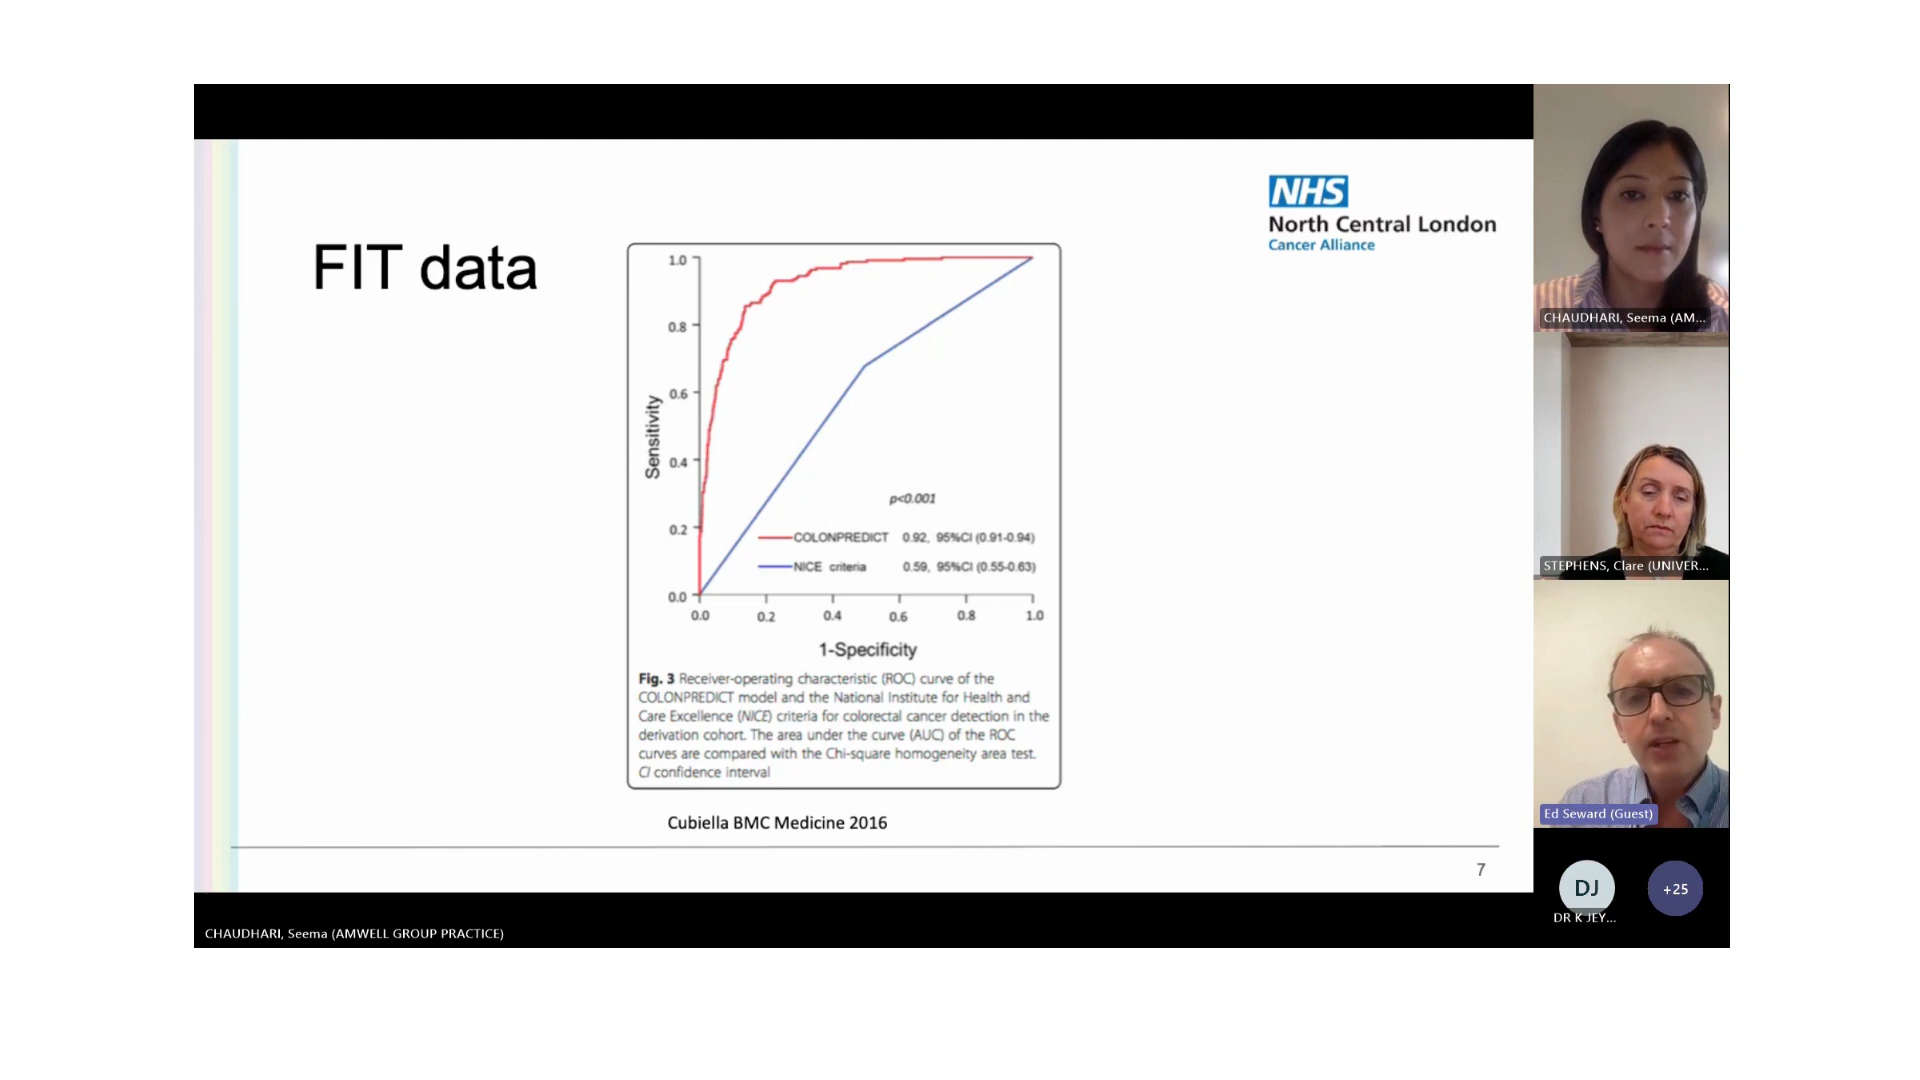 FIT data
NHS
North Central London
Cancer Alliance
1.0
0.8
0.6
0.4
0.2
0.0
Sensitivity
p<0.001
COLONPREDICT 0.92, 95%CI (0.91-0.94)
NICE criteria 0.59, 95%CI (0.55-0.63)
0.0 0.2 0.4 0.6 0.8 1.0
1-Specificity
Fig. 3 Receiver-operating characteristic (ROC) curve of the
COLONPREDICT model and the National Institute for Health and
Care Excellence (NICE) criteria for colorectal cancer detection in the
derivation cohort. The area under the curve (AUC) of the ROC
curves are compared with the Chi-square homogeneity area test.
CI confidence interval
Cubiella BMC Medicine 2016
7
CHAUDHARI, Seema (AMWELL GROUP PRACTICE)
CHAUDHARI, Seema (AM...
STEPHENS, Clare (UNIVER...
Ed Seward (Guest)
DJ
+25
DR K JEY...